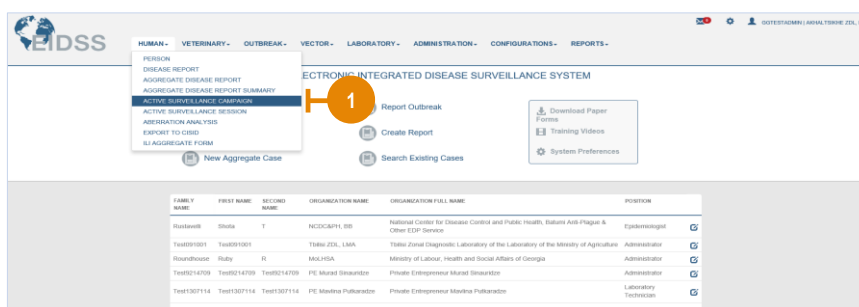 EIDSS
HUMAN VETERINARY OUTBREAK VECTOR LABORATORY ADMINISTRATION CONFIGURATIONS REPORTS
PERSON
DISEASE REPORT
AGGREGATE DISEASE REPORT
AGGREGATE DISEASE REPORT SUMMARY
ACTIVE SURVEILLANCE CAMPAIGN
ACTIVE SURVEILLANCE SESSION
ABERRATION ANALYSIS
EXPORT TO CISID
ILI AGGREGATE FORM
1
ECTRONIC INTEGRATED DISEASE SURVEILLANCE SYSTEM
Report Outbreak
Create Report
New Aggregate Case
Search Existing Cases
Download Paper
Forms
Training Videos
System Preferences
FAMILY NAME FIRST NAME SECOND NAME ORGANIZATION NAME ORGANIZATION FULL NAME POSITION
Rustavelli Shota T NCDC&PH, BB National Center for Disease Control and Public Health, Batumi Anti-Plague & Other EDP Service Epidemiologist
Test091001 Test091001 Tbilisi ZDL, LMA Tbilisi Zonal Diagnostic Laboratory of the Laboratory of the Ministry of Agriculture Administrator
Roundhouse Ruby R MoLHSA Ministry of Labour, Health and Social Affairs of Georgia Administrator
Test9214709 Test9214709 Test9214709 PE Murad Sinauridze Private Entrepreneur Murad Sinauridze Administrator
Test1307114 Test1307114 Test1307114 PE Mavlina Putkaradze Private Entrepreneur Mavlina Putkaradze Laboratory Technician